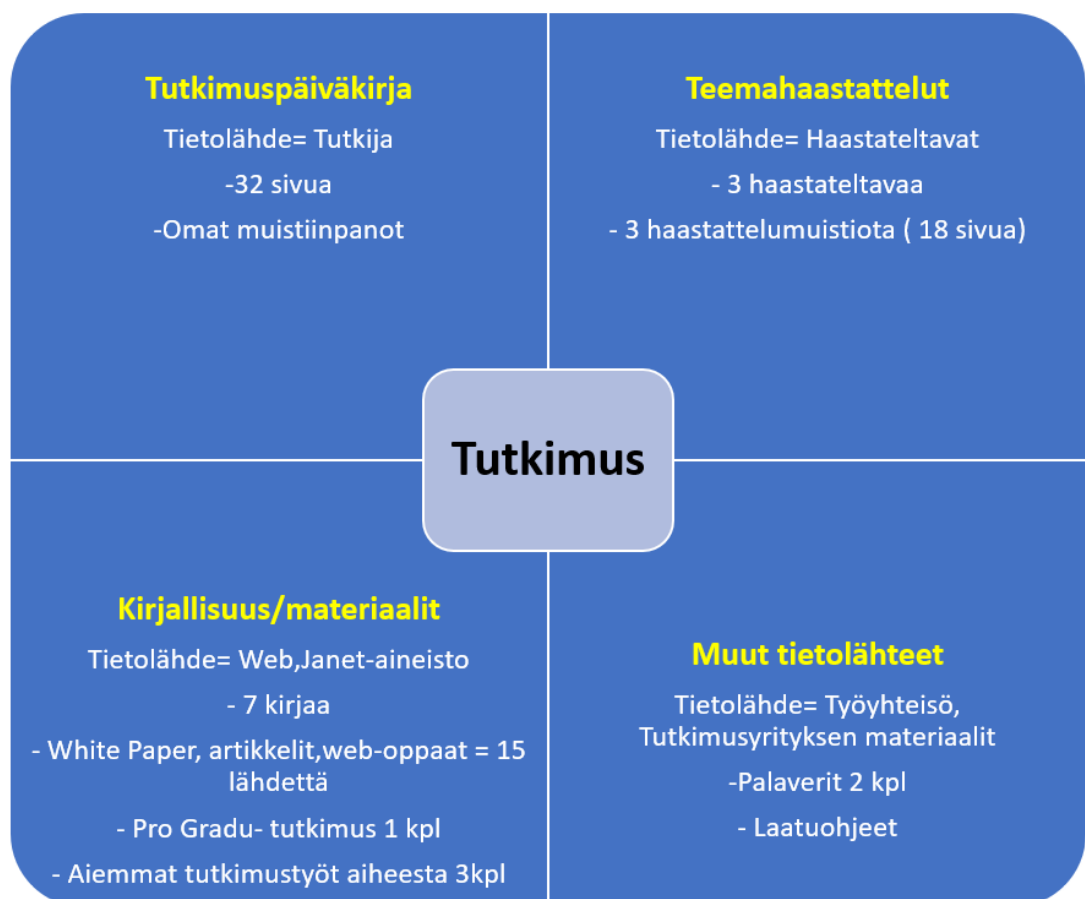 Tutkimuspäiväkirja
Tietolähde= Tutkija
-32 sivua
-Omat muistiinpanot
Teemahaastattelut
Tietolähde= Haastateltavat
- 3 haastateltavaa
- 3 haastattelumuistiota ( 18 sivua)
Tutkimus
Kirjallisuus/materiaalit
Tietolähde= Web,Janet-aineisto
- 7 kirjaa
- White Paper, artikkelit,web-oppaat = 15
lähdettä
- Pro Gradu- tutkimus 1 kpl
- Aiemmat tutkimustyöt aiheesta 3kpl
Muut tietolähteet
Tietolähde= Työyhteisö,
Tutkimusyrityksen materiaalit
-Palaverit 2 kpl
- Laatuohjeet